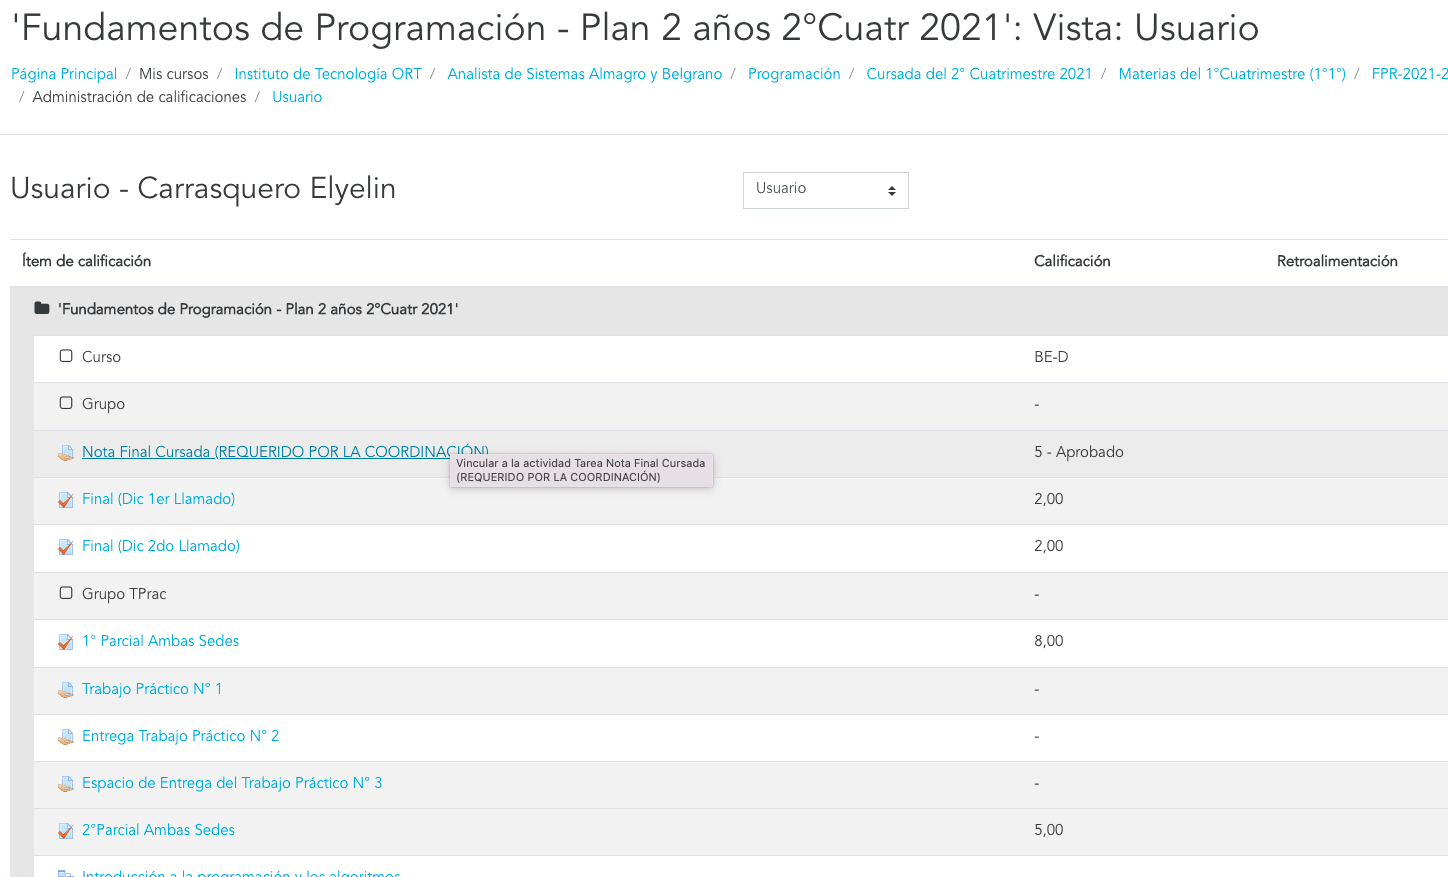 'Fundamentos de Programación - Plan 2 años 2°Cuatr 2021': Vista: Usuario
Página Principal / Mis cursos / Instituto de Tecnología ORT / Analista de Sistemas Almagro y Belgrano / Programación / Cursada del 2° Cuatrimestre 2021 / Materias del 1°Cuatrimestre (1°1°) / FPR-2021-2
/ Administración de calificaciones / Usuario
Usuario - Carrasquero Elyelin
Usuario
Ítem de calificación Calificación Retroalimentación
'Fundamentos de Programación - Plan 2 años 2°Cuatr 2021'
Curso BE-D
Grupo -
Nota Final Cursada (REQUERIDO POR LA COORDINACIÓN) 5 - Aprobado
Vincular a la actividad Tarea Nota Final Cursada
(REQUERIDO POR LA COORDINACIÓN)
Final (Dic 1er Llamado) 2,00
Final (Dic 2do Llamado) 2,00
Grupo TPrac -
1° Parcial Ambas Sedes 8,00
Trabajo Práctico N° 1 -
Entrega Trabajo Práctico N° 2 -
Espacio de Entrega del Trabajo Práctico N° 3 -
2°Parcial Ambas Sedes 5,00
Introducción a la programación y los algoritmos